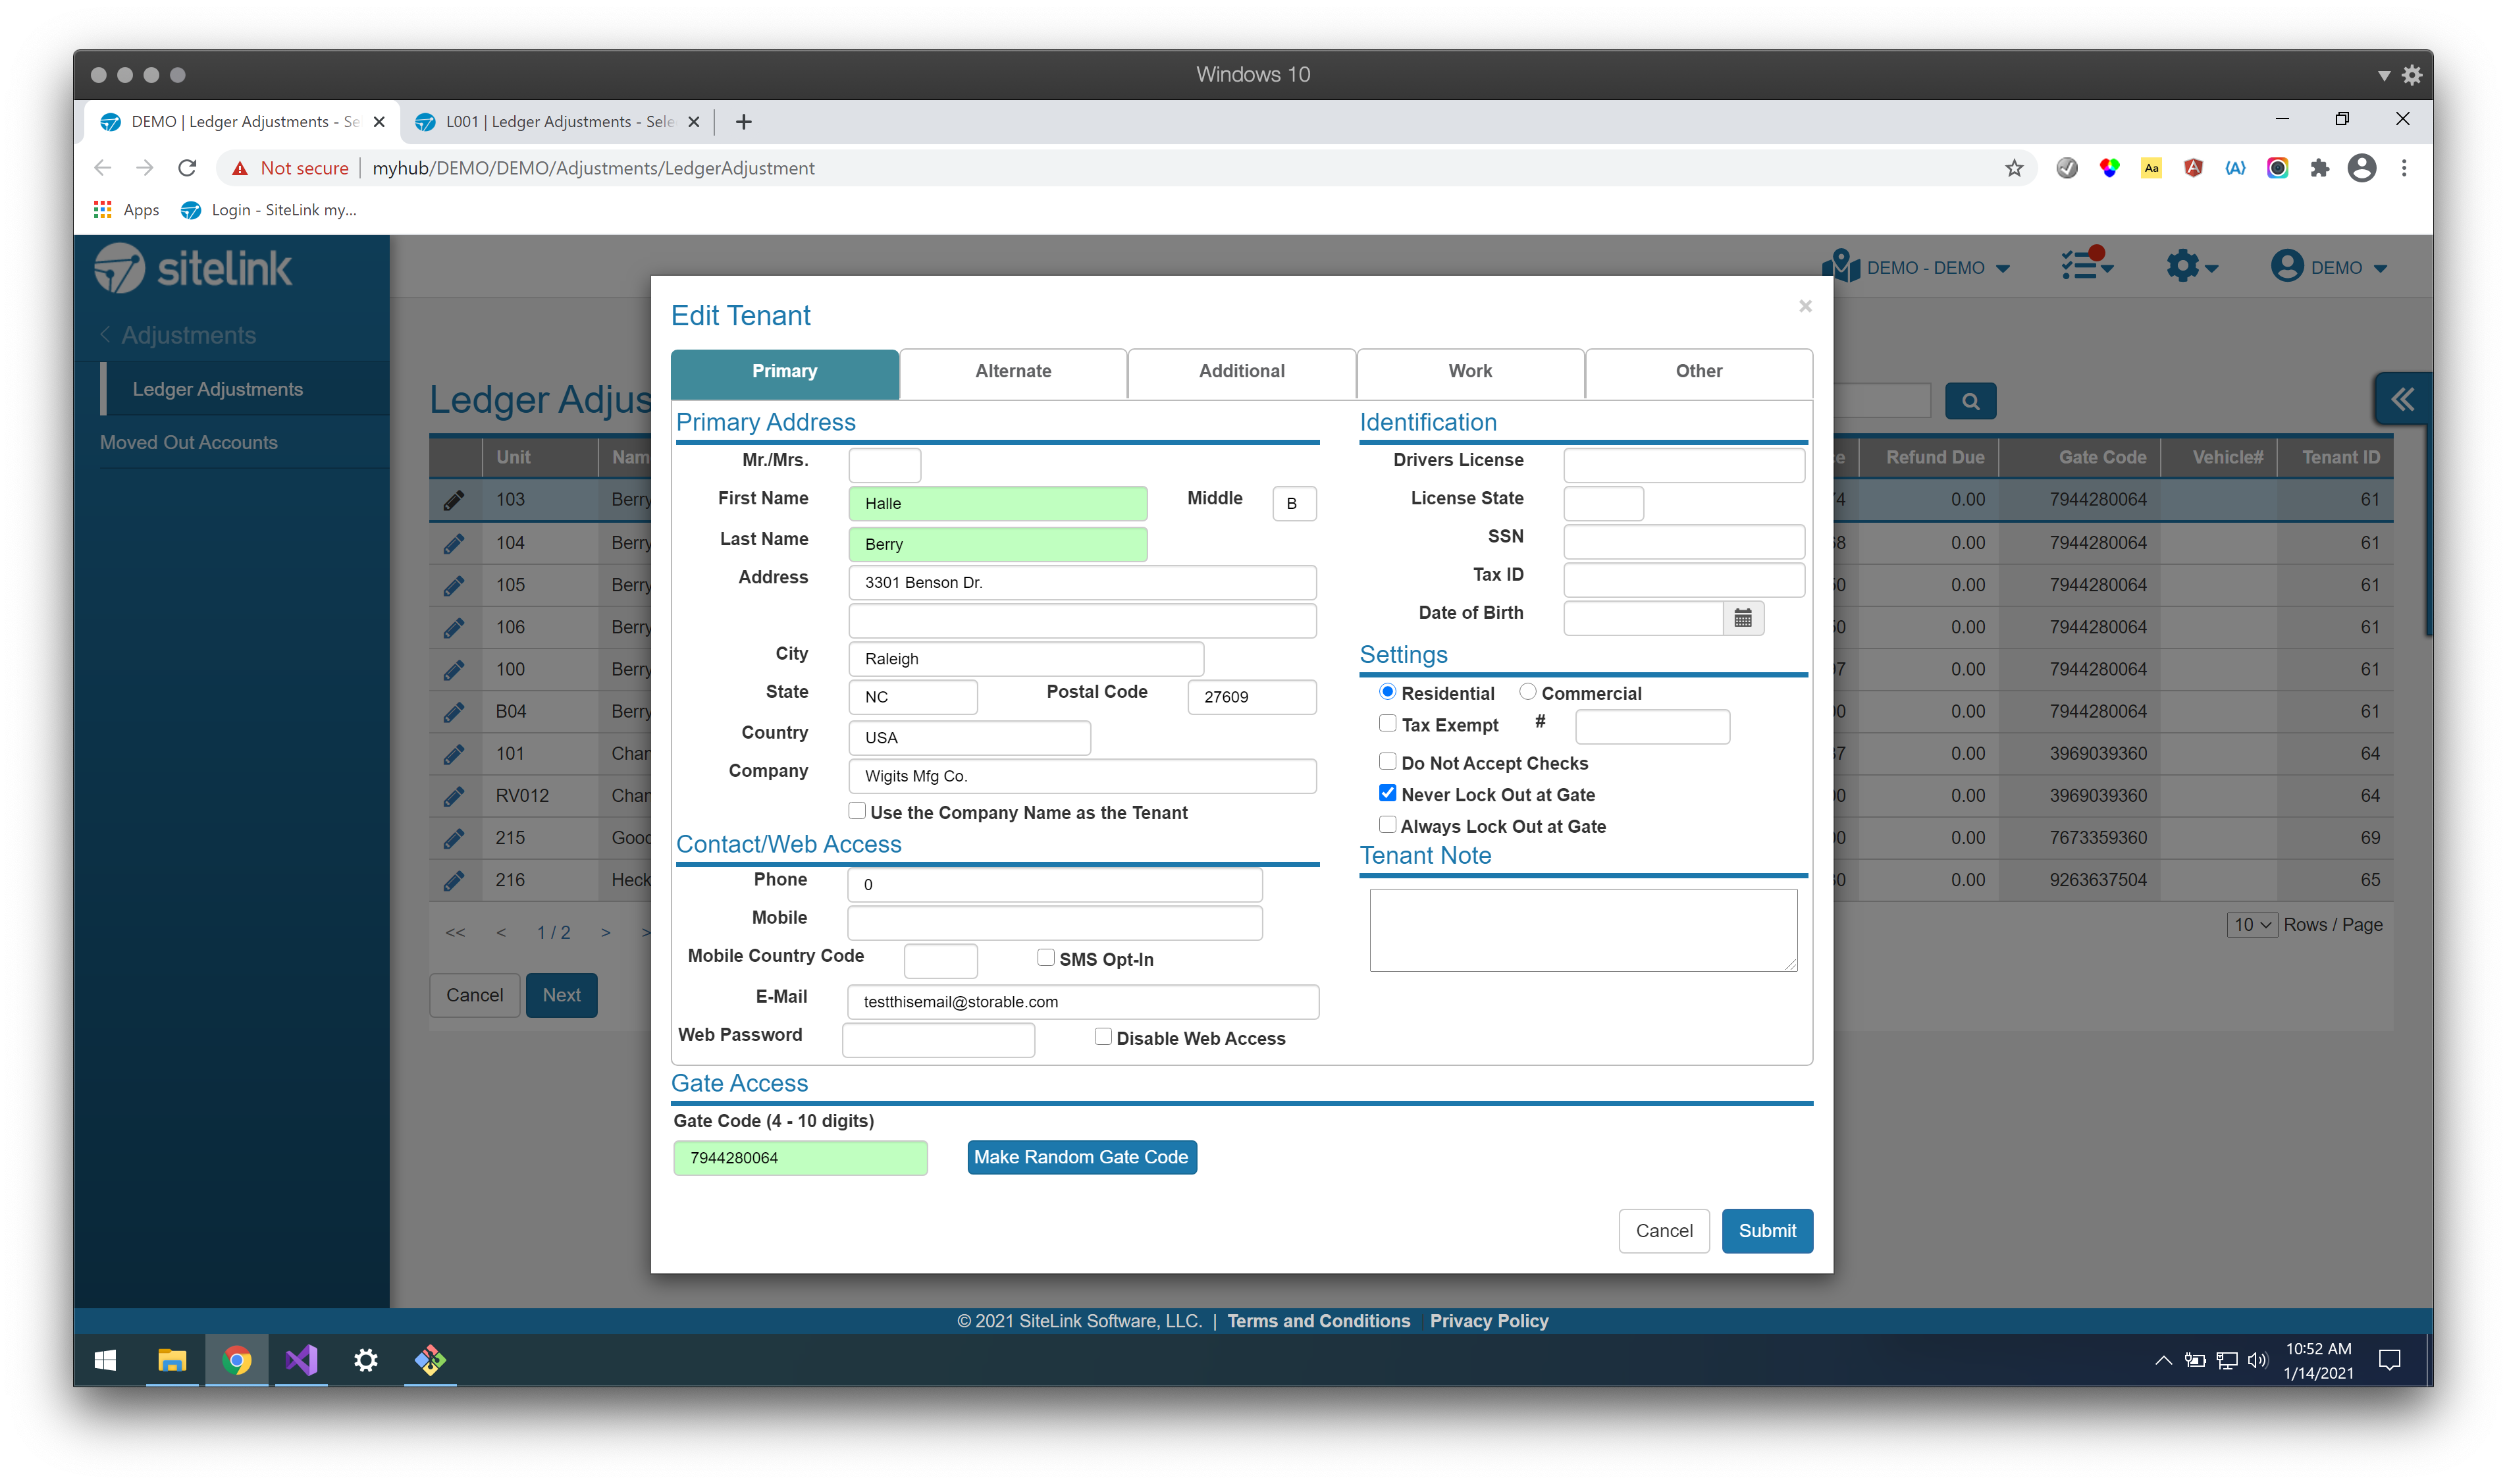 Windows 10
DEMO | Ledger Adjustments - Se
L001 | Ledger Adjustments - Sele
Not secure | myhub/DEMO/DEMO/Adjustments/LedgerAdjustment
Aa
Apps
Login - SiteLink my...
sitelink
DEMO - DEMO
DEMO
Adjustments
Ledger Adjustments
Moved Out Accounts
Ledger Adjus
Unit Nam e Refund Due Gate Code Vehicle# Tenant ID
103 Berry 74 0.00 7944280064 61
104 Berry 68 0.00 7944280064 61
105 Berry 50 0.00 7944280064 61
106 Berry 50 0.00 7944280064 61
100 Berry 97 0.00 7944280064 61
B04 Berry 00 0.00 7944280064 61
101 Char 37 0.00 3969039360 64
RV012 Char 00 0.00 3969039360 64
215 Good 00 0.00 7673359360 69
216 Heck 30 0.00 9263637504 65
<< < 1 / 2 > >
10 Rows / Page
Cancel Next
Edit Tenant
×
Primary Alternate Additional Work Other
Primary Address
Mr./Mrs.
First Name Halle Middle B
Last Name Berry
Address 3301 Benson Dr.
City Raleigh
State NC Postal Code 27609
Country USA
Company Wigits Mfg Co.
Use the Company Name as the Tenant
Contact/Web Access
Phone 0
Mobile
Mobile Country Code SMS Opt-In
E-Mail testthisemail@storable.com
Web Password Disable Web Access
Identification
Drivers License
License State
SSN
Tax ID
Date of Birth
Settings
Residential Commercial
Tax Exempt #
Do Not Accept Checks
Never Lock Out at Gate
Always Lock Out at Gate
Tenant Note
Gate Access
Gate Code (4 - 10 digits)
7944280064 Make Random Gate Code
Cancel Submit
© 2021 SiteLink Software, LLC. | Terms and Conditions | Privacy Policy
10:52 AM
1/14/2021